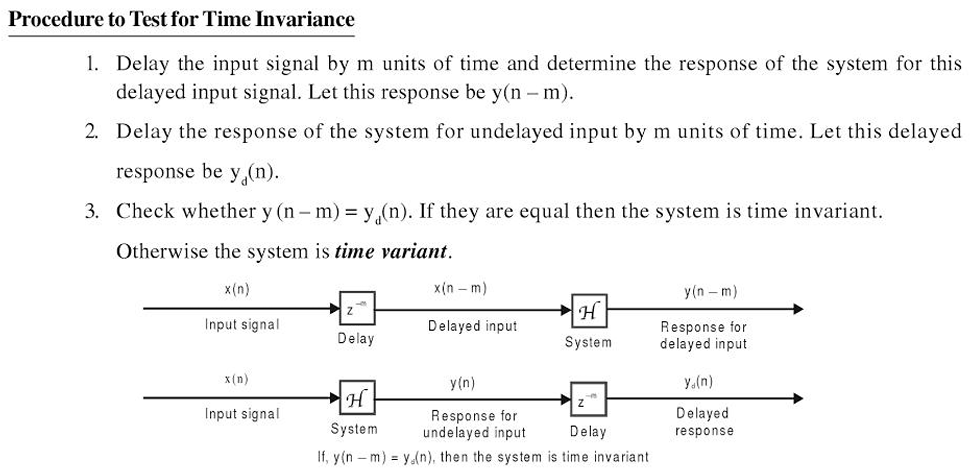 Procedure to Test for Time Invariance
1. Delay the input signal by m units of time and determine the response of the system for this
delayed input signal. Let this response be y(n – m).
2. Delay the response of the system for undelayed input by m units of time. Let this delayed
response be y_d(n).
3. Check whether y (n – m) = y_d(n). If they are equal then the system is time invariant.
Otherwise the system is time variant.
x(n)
Input signal
z^–m
Delay
x(n – m)
Delayed input
H
System
y(n – m)
Response for
delayed input
x(n)
Input signal
H
System
y(n)
Response for
undelayed input
z^–m
Delay
y_d(n)
Delayed
response
If, y(n – m) = y_d(n), then the system is time invariant